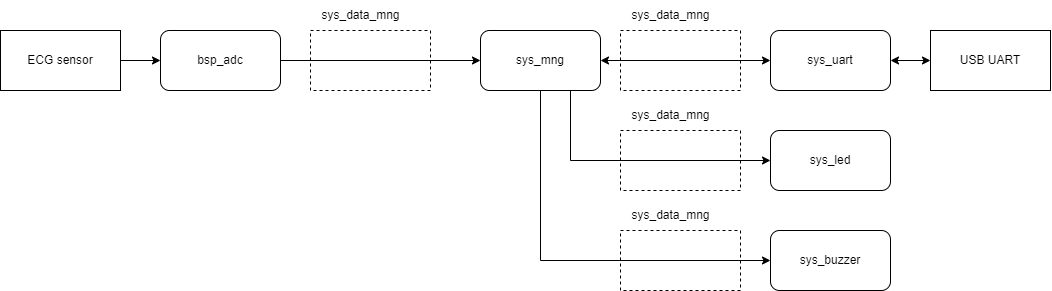 sys_data_mng
sys_data_mng
ECG sensor
bsp_adc
sys_mng
sys_uart
USB UART
sys_data_mng
sys_led
sys_data_mng
sys_buzzer